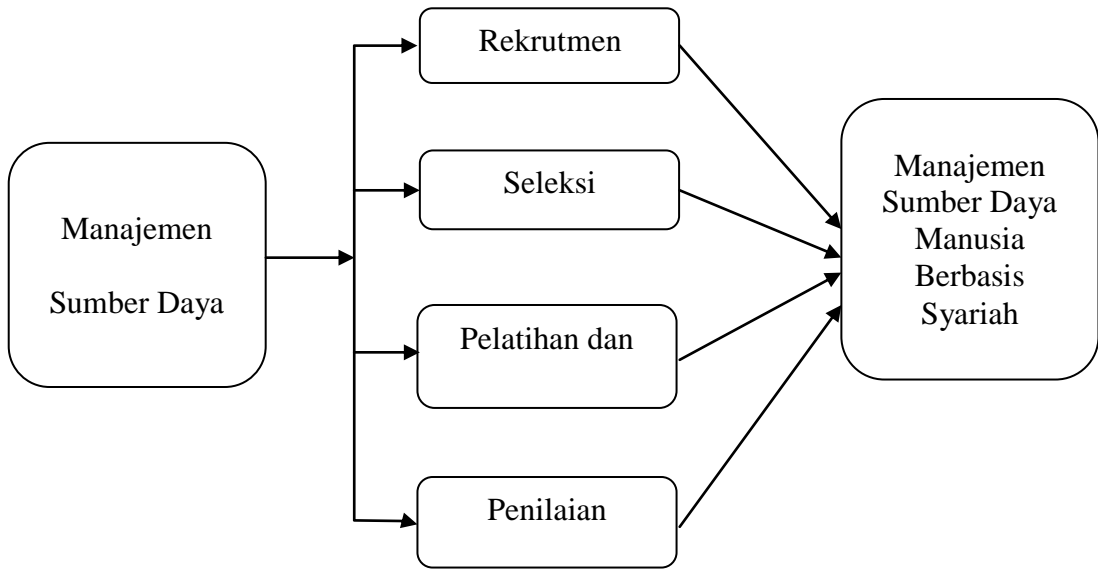 Manajemen
Sumber Daya
Rekrutmen
Seleksi
Pelatihan dan
Penilaian
Manajemen
Sumber Daya
Manusia
Berbasis
Syariah